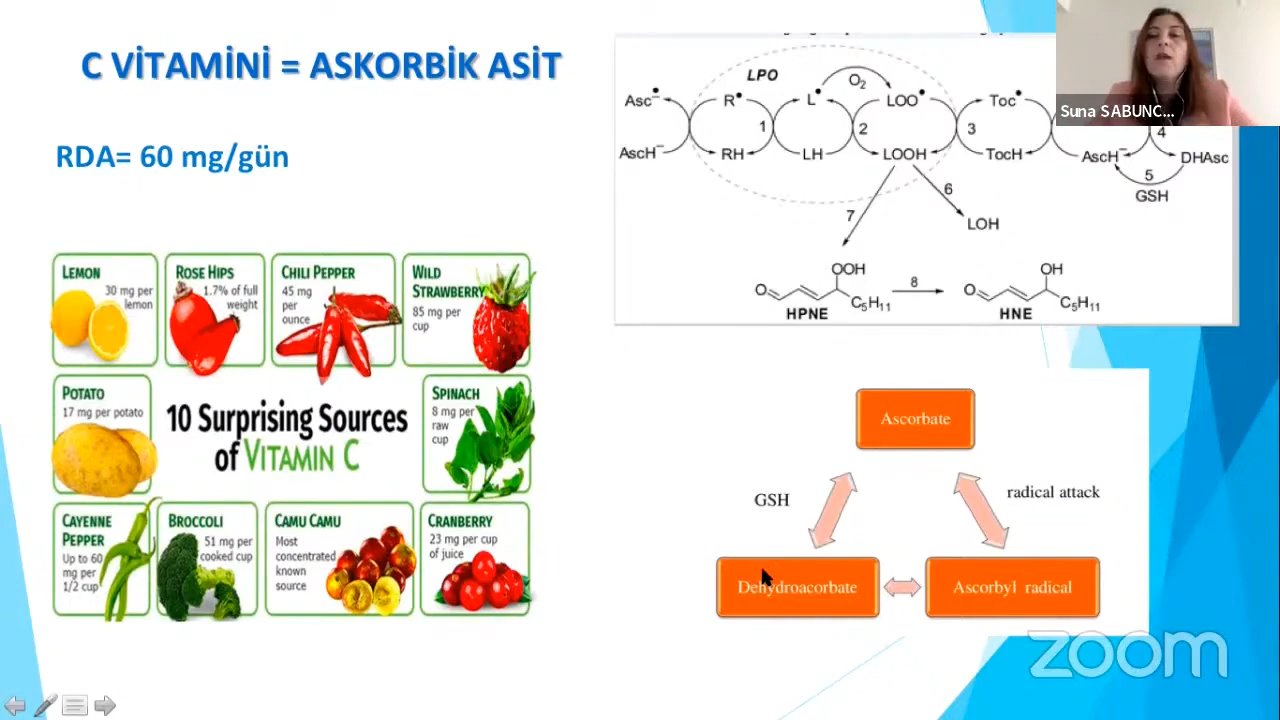 C VİTAMİNİ = ASKORBİK ASİT
RDA= 60 mg/gün
LEMON
30 mg per
lemon
ROSE HIPS
1.7% of full
weight
CHILI PEPPER
45 mg
per
ounce
WILD
STRAWBERRY
85 mg per
cup
POTATO
17 mg per potato
10 Surprising Sources
of VITAMIN C
SPINACH
8 mg per
raw
cup
CAYENNE
PEPPER
Up to 60
mg per
1/2 cup
BROCCOLI
51 mg per
cooked cup
CAMU CAMU
Most
concentrated
known
source
CRANBERRY
23 mg per cup
of juice
LPO
O2
Asc•− R• L• LOO• Toc•
1 2 3 4
AscH− RH LH LOOH TocH AscH− DHAsc
5
GSH
6
7
LOH
OOH
O
C5H11
HPNE
8
OH
O
C5H11
HNE
Suna SABUNC...
Ascorbate
GSH
radical attack
Dehydroacorbate
Ascorbyl radical
zoom